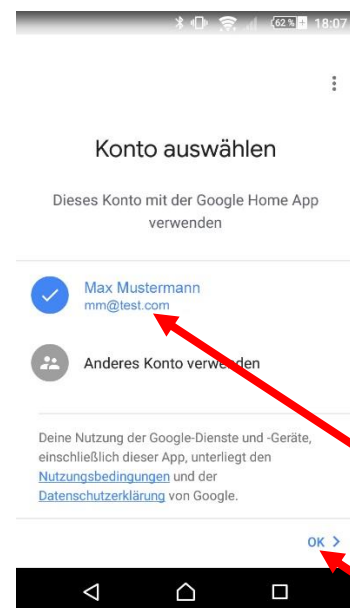 62 % 18:07
Konto auswählen
Dieses Konto mit der Google Home App
verwenden
Max Mustermann
mm@test.com
Anderes Konto verwenden
Deine Nutzung der Google-Dienste und -Geräte,
einschließlich dieser App, unterliegt den
Nutzungsbedingungen und der
Datenschutzerklärung von Google.
OK